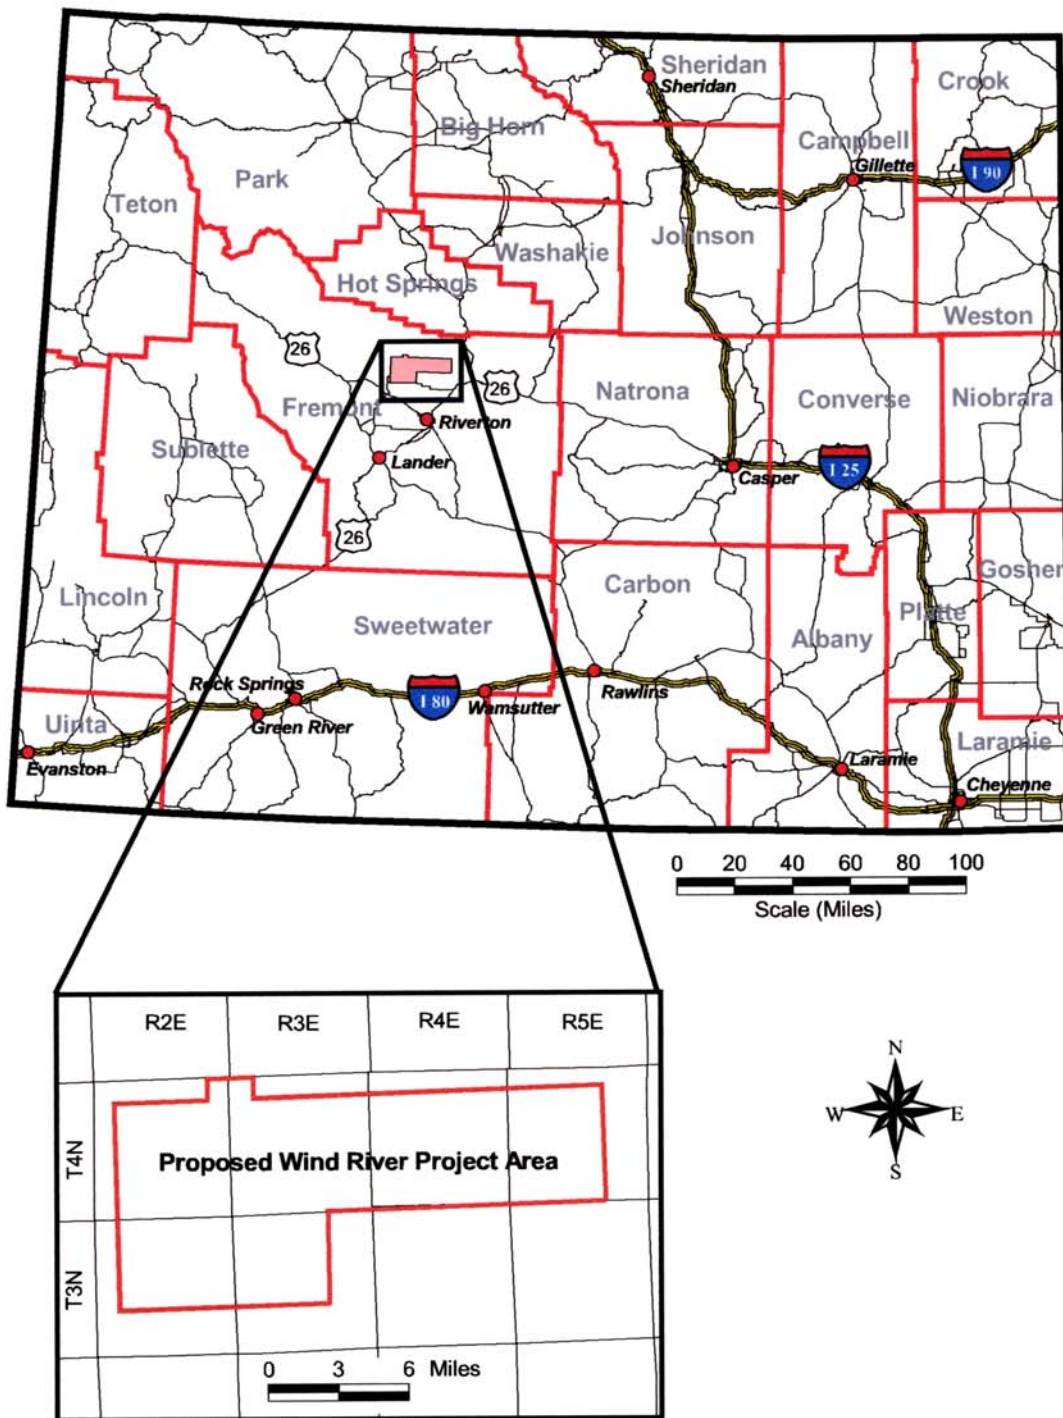 Sheridan
Sheridan
Crook
Big Horn
Campbell
Gillette
I 90
Park
Teton
Johnson
Washakie
Hot Springs
Weston
26
26
Fremont
Natrona
Converse
Niobrara
Riverton
Sublette
Lander
Casper
I 25
26
Goshen
Lincoln
Carbon
Platte
Sweetwater
Albany
Rock Springs
Rawlins
I 80
Wamsutter
Uinta
Green River
Laramie
Evanston
Laramie
Cheyenne
0 20 40 60 80 100
Scale (Miles)
R2E R3E R4E R5E
N
W E
S
T4N
Proposed Wind River Project Area
T3N
0 3 6 Miles